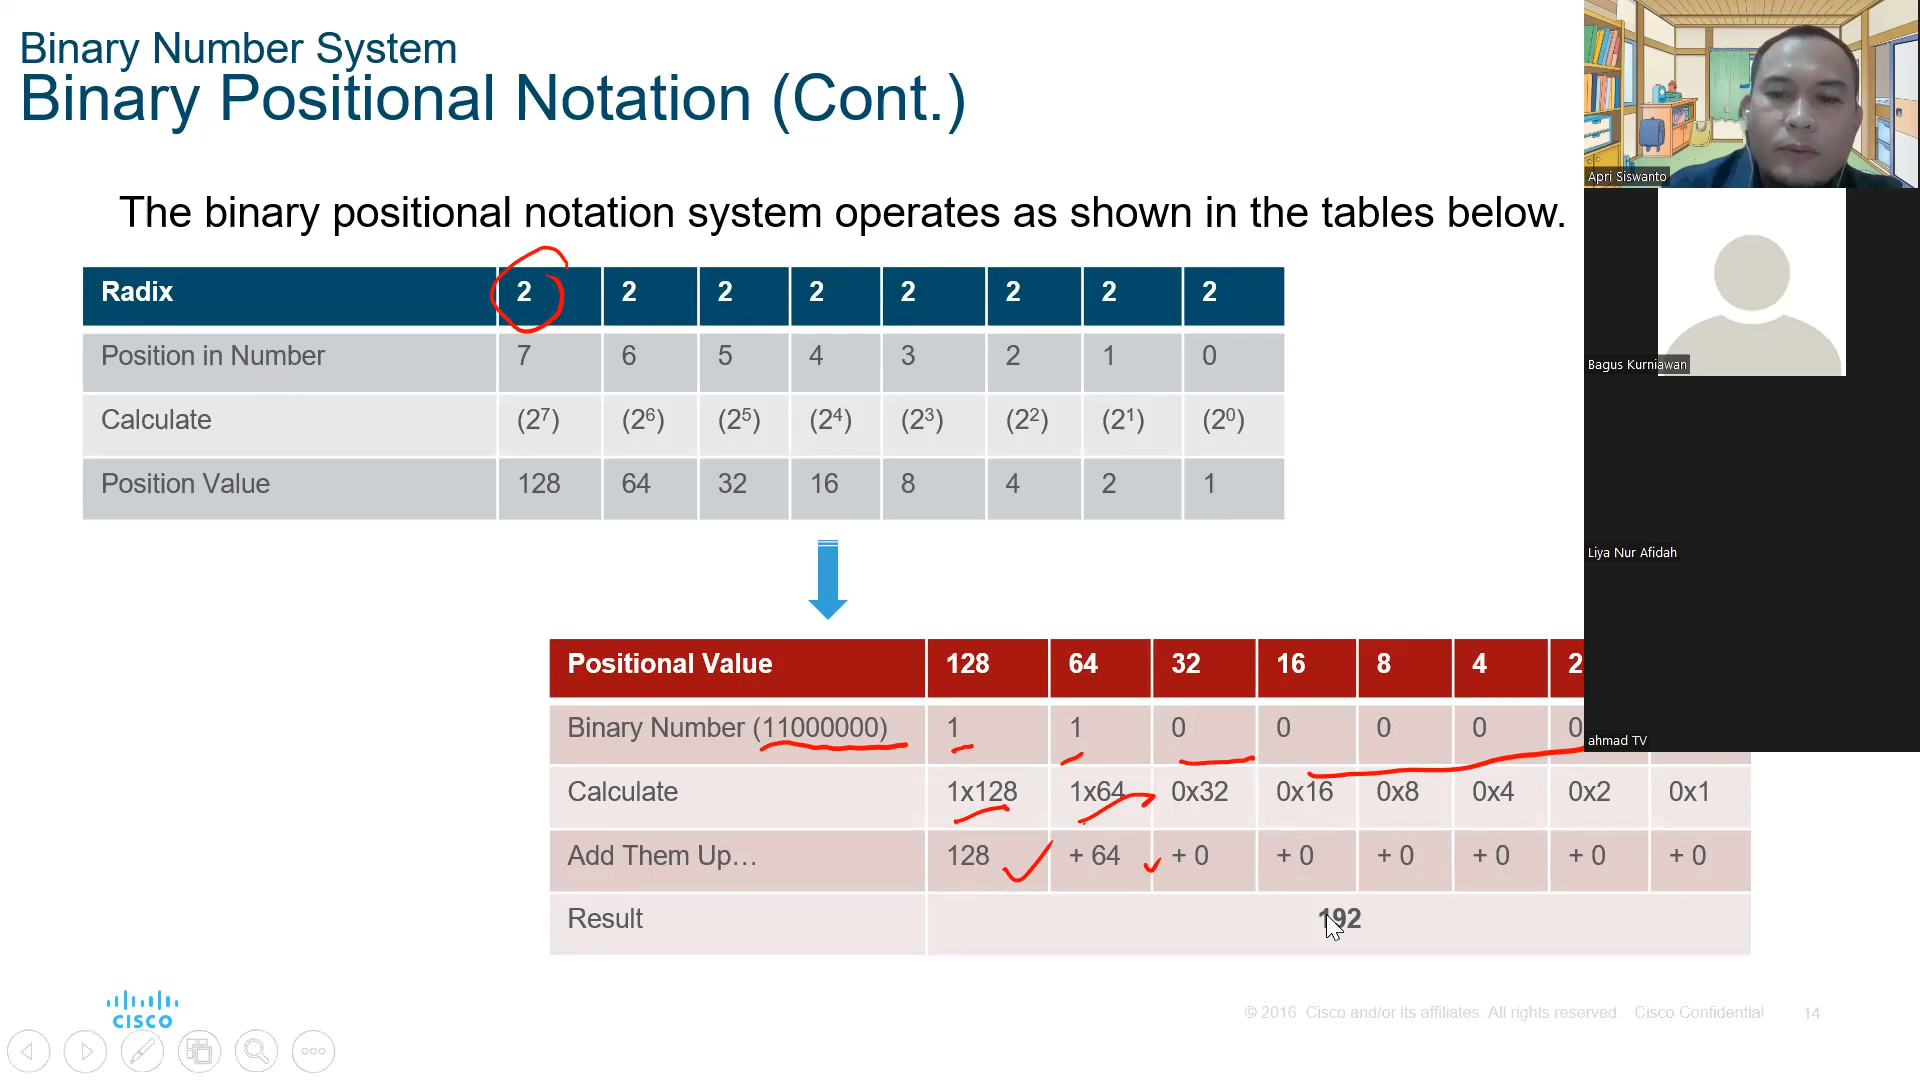 Binary Number System
Binary Positional Notation (Cont.)
The binary positional notation system operates as shown in the tables below.
Radix 2 2 2 2 2 2 2 2
Position in Number 7 6 5 4 3 2 1 0
Calculate (2⁷) (2⁶) (2⁵) (2⁴) (2³) (2²) (2¹) (2⁰)
Position Value 128 64 32 16 8 4 2 1
Positional Value 128 64 32 16 8 4 2
Binary Number (11000000) 1 1 0 0 0 0 0
Calculate 1x128 1x64 0x32 0x16 0x8 0x4 0x2 0x1
Add Them Up… 128 + 64 + 0 + 0 + 0 + 0 + 0 + 0
Result 192
CISCO
© 2016 Cisco and/or its affiliates. All rights reserved. Cisco Confidential 14
Apri Siswanto
Bagus Kurniawan
Liya Nur Afidah
ahmad TV